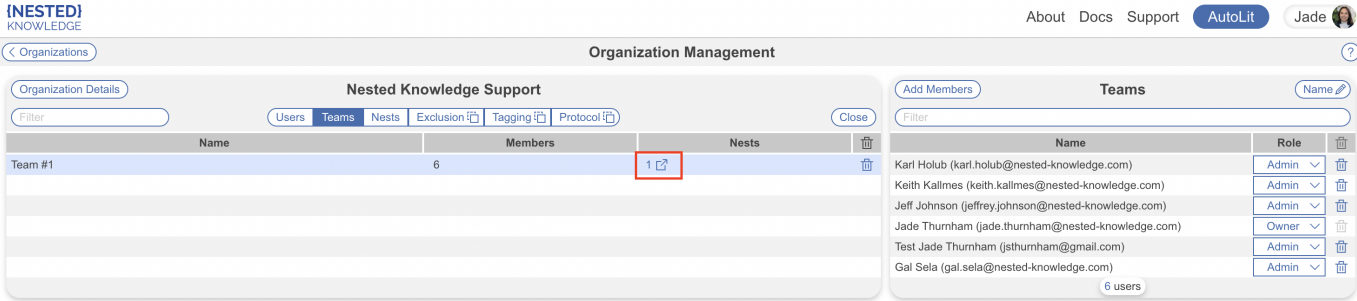 {NESTED}
KNOWLEDGE
About Docs Support AutoLit Jade
Organizations
Organization Management
?
Organization Details
Nested Knowledge Support
Filter
Users Teams Nests Exclusion Tagging Protocol
Close
Name Members Nests
Team #1 6 1
Add Members
Teams
Name
Filter
Name Role
Karl Holub (karl.holub@nested-knowledge.com) Admin
Keith Kallmes (keith.kallmes@nested-knowledge.com) Admin
Jeff Johnson (jeffrey.johnson@nested-knowledge.com) Admin
Jade Thurnham (jade.thurnham@nested-knowledge.com) Owner
Test Jade Thurnham (jsthurnham@gmail.com) Admin
Gal Sela (gal.sela@nested-knowledge.com) Admin
6 users